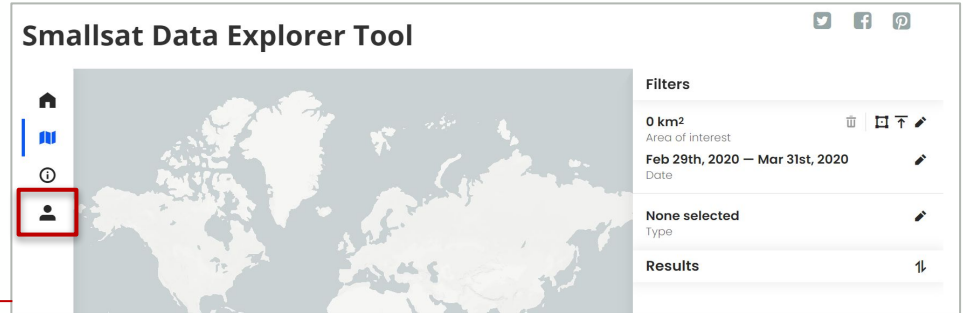 Smallsat Data Explorer Tool
Filters
0 km2
Area of interest
Feb 29th, 2020 — Mar 31st, 2020
Date
None selected
Type
Results